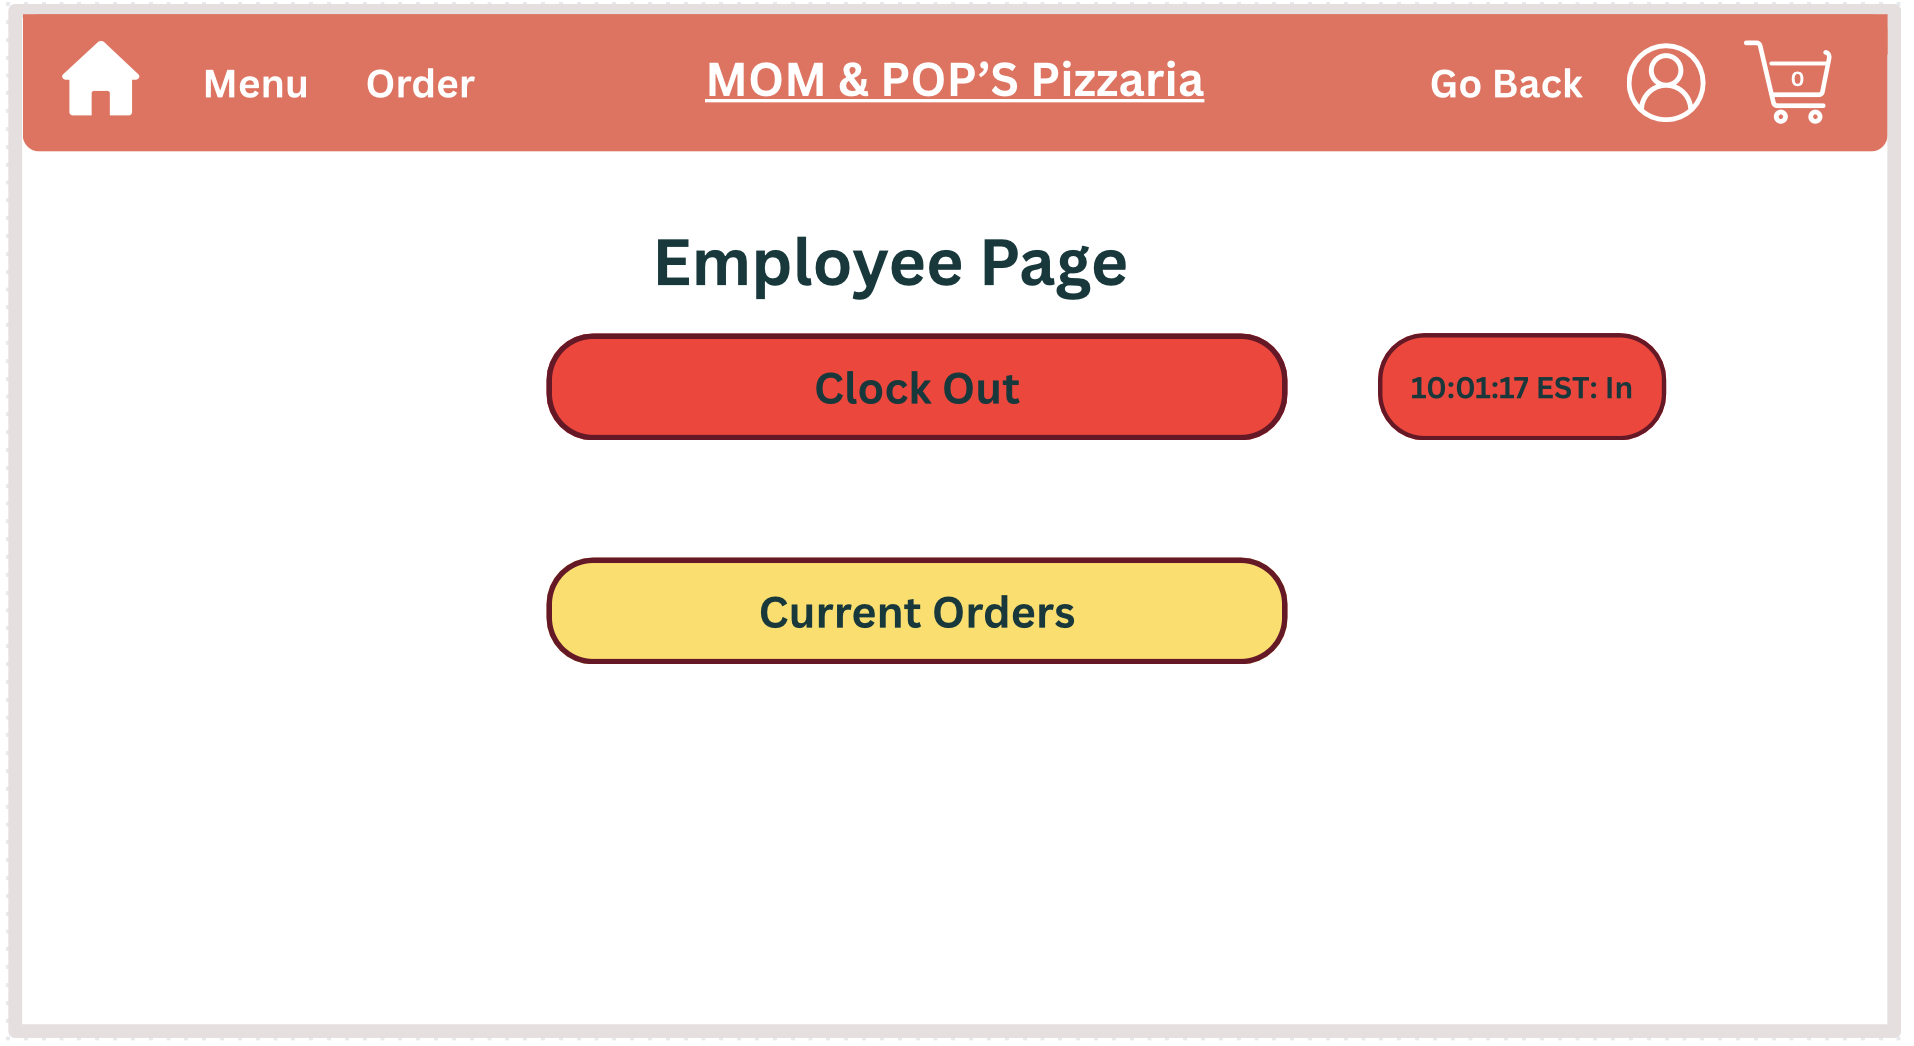 Menu Order MOM & POP’S Pizzaria Go Back 0
Employee Page
Clock Out 10:01:17 EST: In
Current Orders